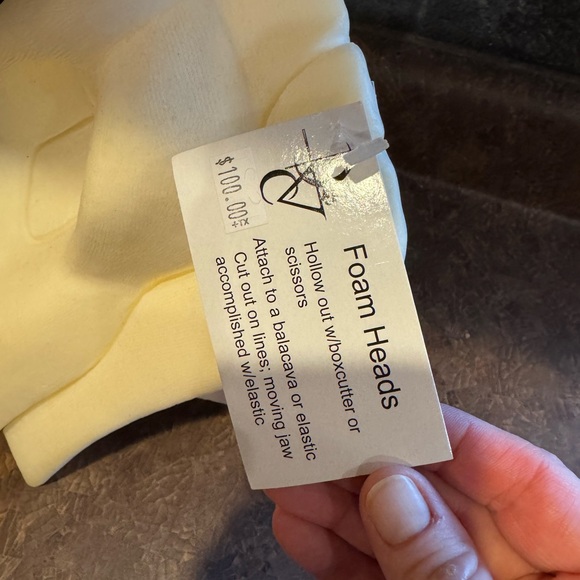 $100.00
Foam Heads
Hollow out w/boxcutter or
scissors
Attach to a balacava or elastic
Cut out on lines; moving jaw
accomplished w/elastic